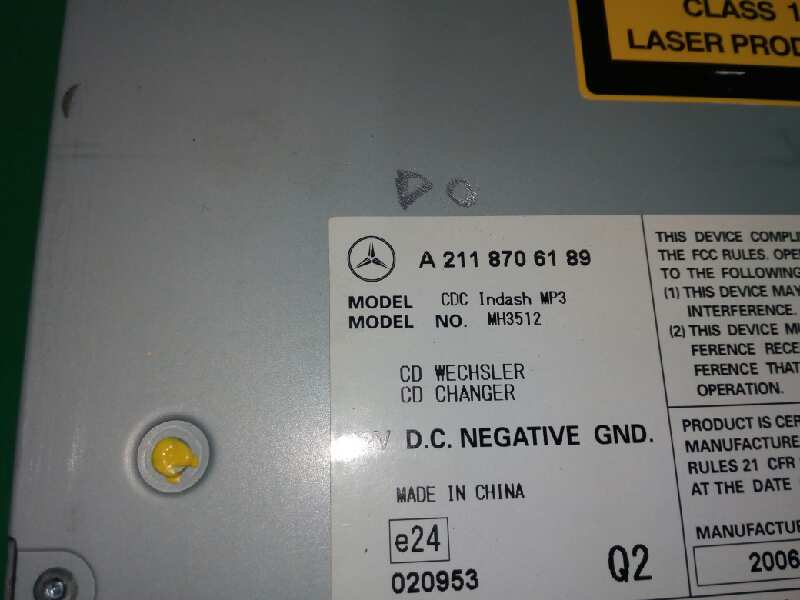 CLASS 1
LASER PROD
DO
A 211 870 61 89
MODEL CDC Indash MP3
MODEL NO. MH3512
CD WECHSLER
CD CHANGER
V D.C. NEGATIVE GND.
MADE IN CHINA
e24
020953
Q2
THIS DEVICE COMPLI
THE FCC RULES. OPE
TO THE FOLLOWING
(1) THIS DEVICE MAY
INTERFERENCE.
(2) THIS DEVICE MU
FERENCE RECE
FERENCE THAT
OPERATION.
PRODUCT IS CER
MANUFACTURE
RULES 21 CFR
AT THE DATE
MANUFACTU
2006